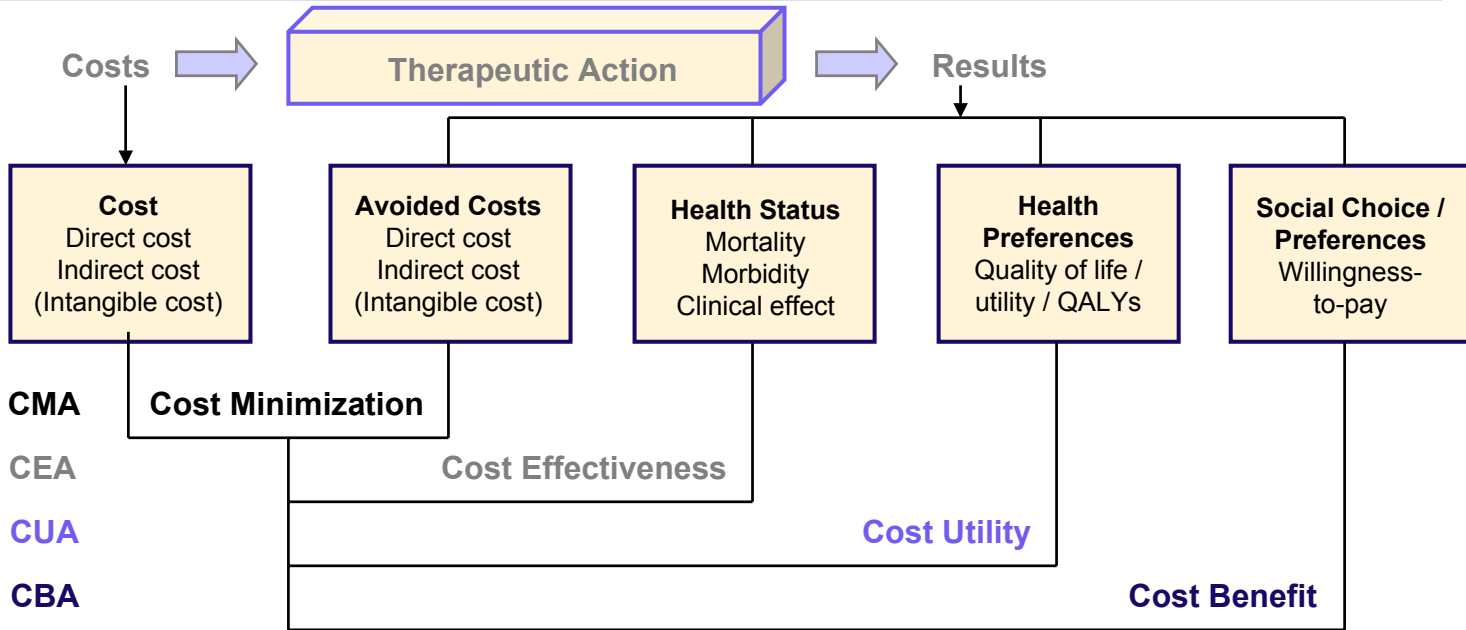 Costs
Therapeutic Action
Results
Cost
Direct cost
Indirect cost
(Intangible cost)
Avoided Costs
Direct cost
Indirect cost
(Intangible cost)
Health Status
Mortality
Morbidity
Clinical effect
Health
Preferences
Quality of life /
utility / QALYs
Social Choice /
Preferences
Willingness-
to-pay
CMA
Cost Minimization
CEA
Cost Effectiveness
CUA
Cost Utility
CBA
Cost Benefit